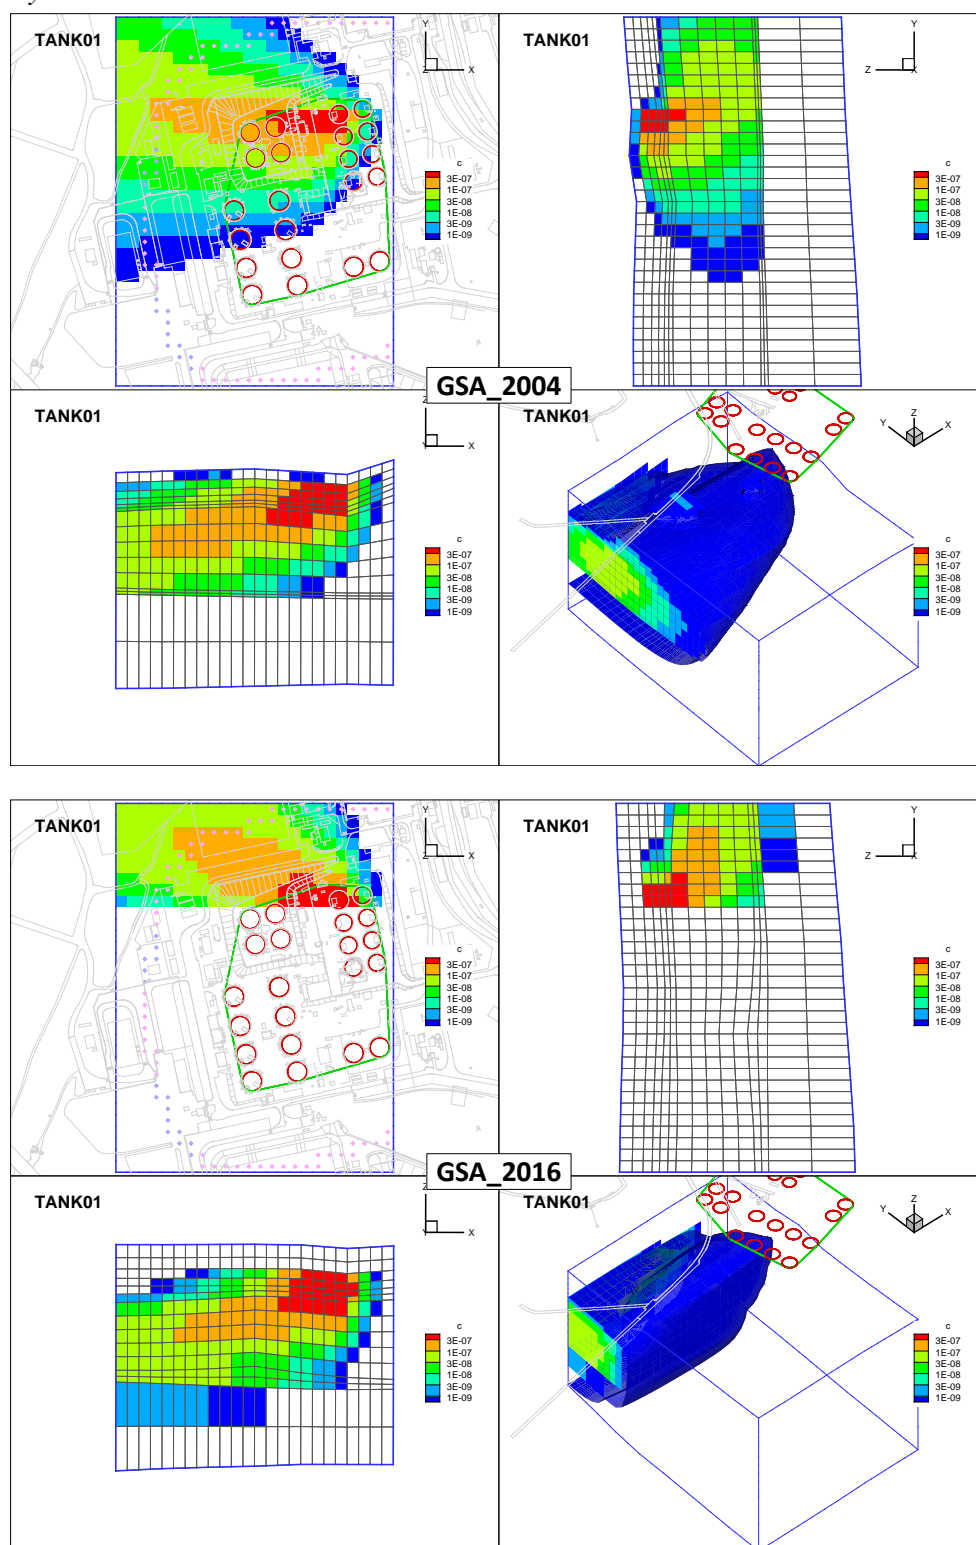 TANK01
Y
Z
X
c
3E-07
1E-07
3E-08
1E-08
3E-09
1E-09
TANK01
Y
Z
X
c
3E-07
1E-07
3E-08
1E-08
3E-09
1E-09
GSA_2004
TANK01
Z
Y
X
c
3E-07
1E-07
3E-08
1E-08
3E-09
1E-09
TANK01
Z
Y
X
c
3E-07
1E-07
3E-08
1E-08
3E-09
1E-09
TANK01
Y
Z
X
c
3E-07
1E-07
3E-08
1E-08
3E-09
1E-09
TANK01
Y
Z
X
c
3E-07
1E-07
3E-08
1E-08
3E-09
1E-09
GSA_2016
TANK01
Z
Y
X
c
3E-07
1E-07
3E-08
1E-08
3E-09
1E-09
TANK01
Z
Y
X
c
3E-07
1E-07
3E-08
1E-08
3E-09
1E-09